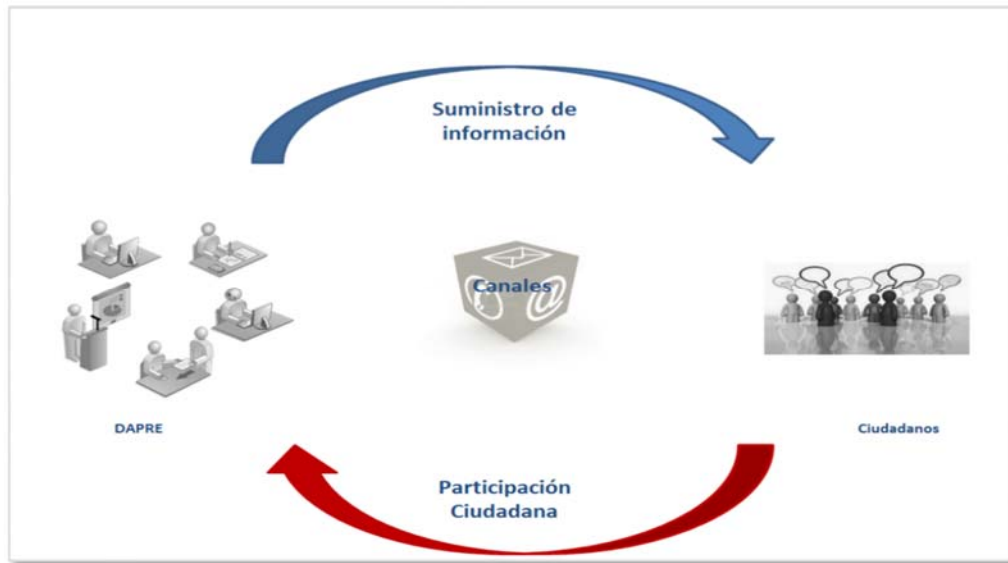 Suministro de
información
Canales
DAPRE
Ciudadanos
Participación
Ciudadana